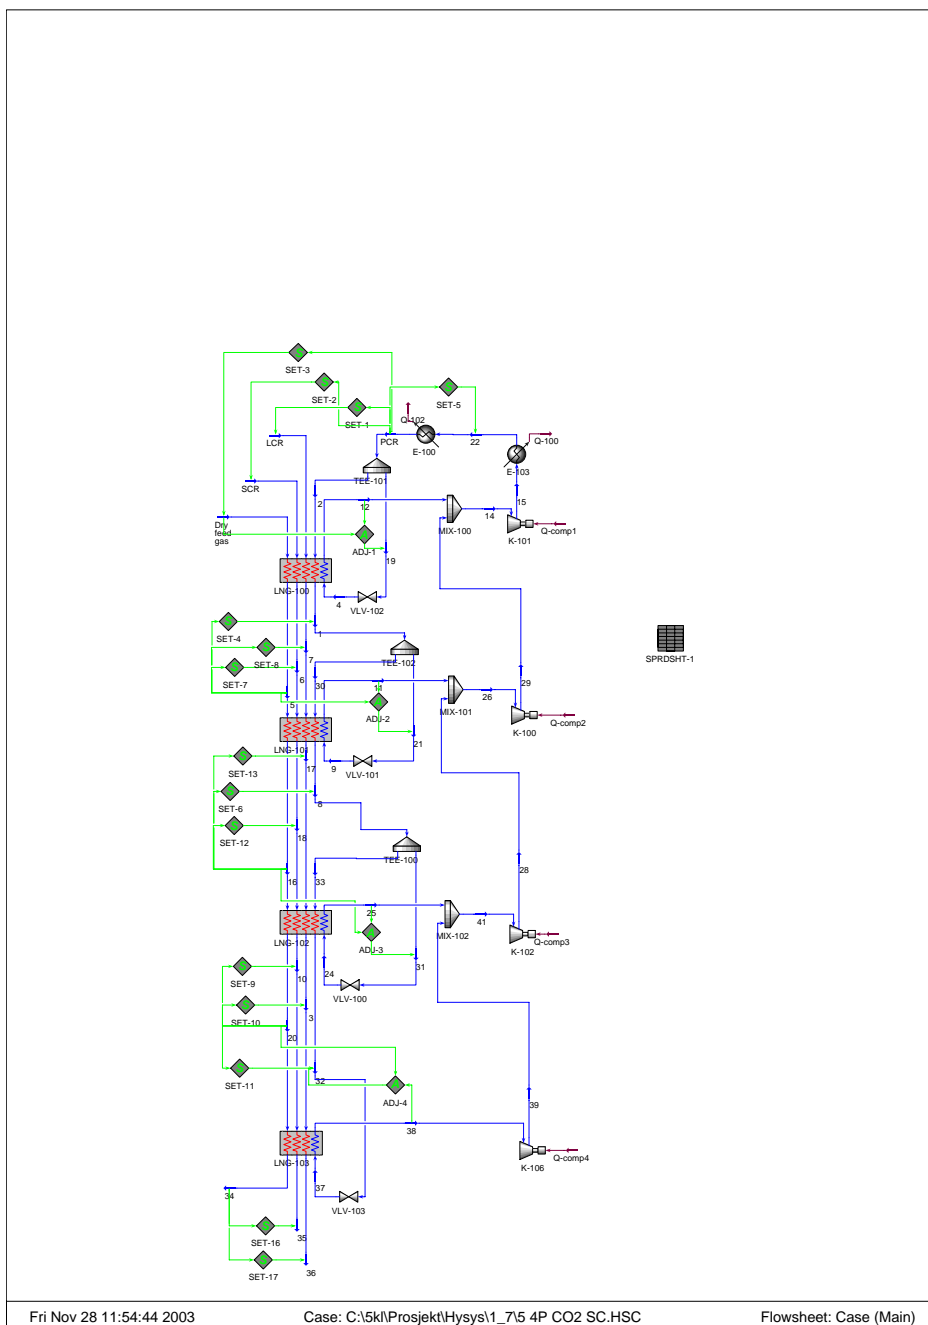 SET-3
SET-2
SET-5
SET-1
Q-102
LCR
PCR
E-100
22
Q-100
E-103
TEE-101
SCR
15
2
12
14
MIX-100
Dry
feed
gas
K-101
Q-comp1
ADJ-1
19
LNG-100
4
VLV-102
SET-4
1
SET-8
7
TEE-102
SPRDSHT-1
SET-7
6
30
29
11
26
5
MIX-101
ADJ-2
K-100
Q-comp2
21
LNG-101
17
9
VLV-101
SET-13
SET-6
8
SET-12
18
TEE-100
28
16
33
25
41
MIX-102
LNG-102
ADJ-3
K-102
Q-comp3
24
31
SET-9
10
VLV-100
SET-10
3
20
SET-11
32
ADJ-4
39
38
LNG-103
K-106
Q-comp4
37
34
VLV-103
SET-16
35
SET-17
36
Fri Nov 28 11:54:44 2003
Case: C:\5kl\Prosjekt\Hysys\1_7\5 4P CO2 SC.HSC
Flowsheet: Case (Main)